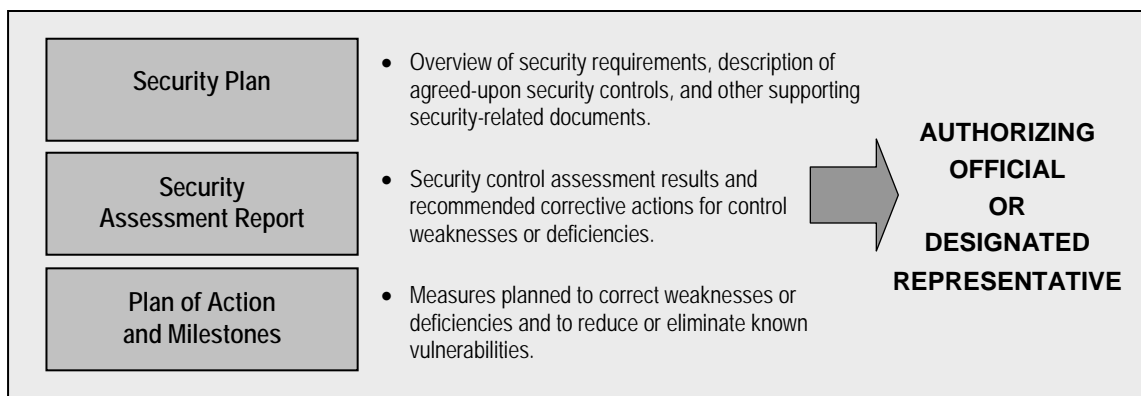 Security Plan
• Overview of security requirements, description of
agreed-upon security controls, and other supporting
security-related documents.
Security
Assessment Report
• Security control assessment results and
recommended corrective actions for control
weaknesses or deficiencies.
Plan of Action
and Milestones
• Measures planned to correct weaknesses or
deficiencies and to reduce or eliminate known
vulnerabilities.
AUTHORIZING
OFFICIAL
OR
DESIGNATED
REPRESENTATIVE